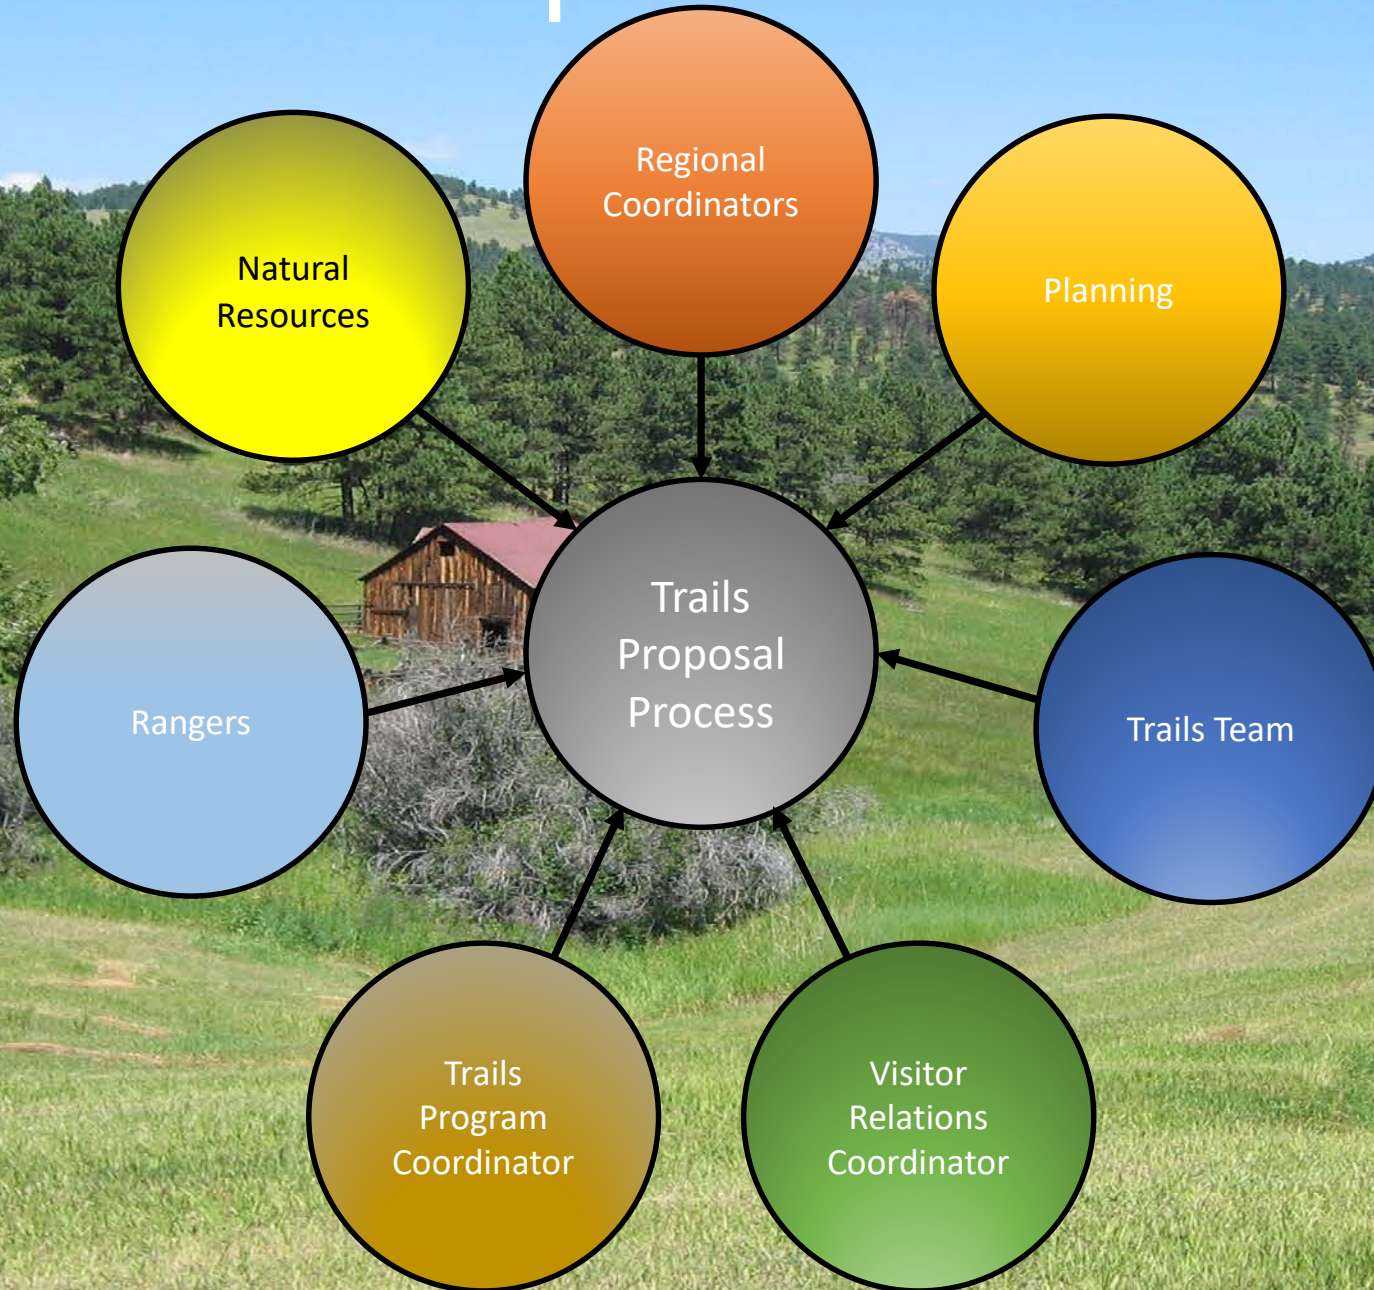 Regional
Coordinators
Natural
Resources
Planning
Trails
Proposal
Process
Rangers
Trails Team
Trails
Program
Coordinator
Visitor
Relations
Coordinator